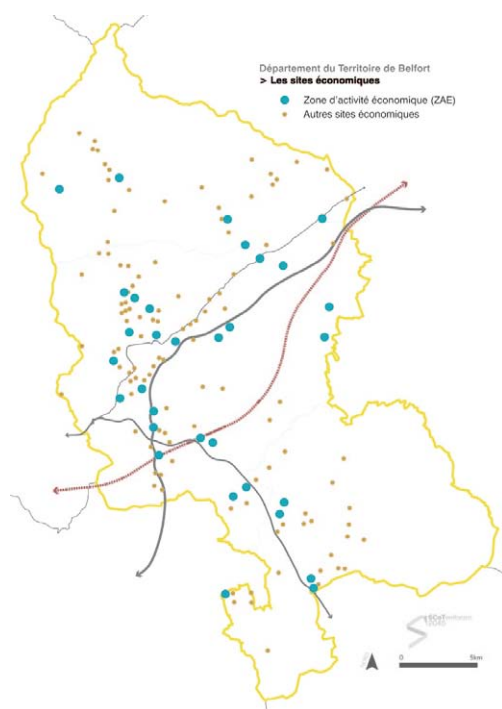 Département du Territoire de Belfort
> Les sites économiques
Zone d'activité économique (ZAE)
Autres sites économiques
0 5km